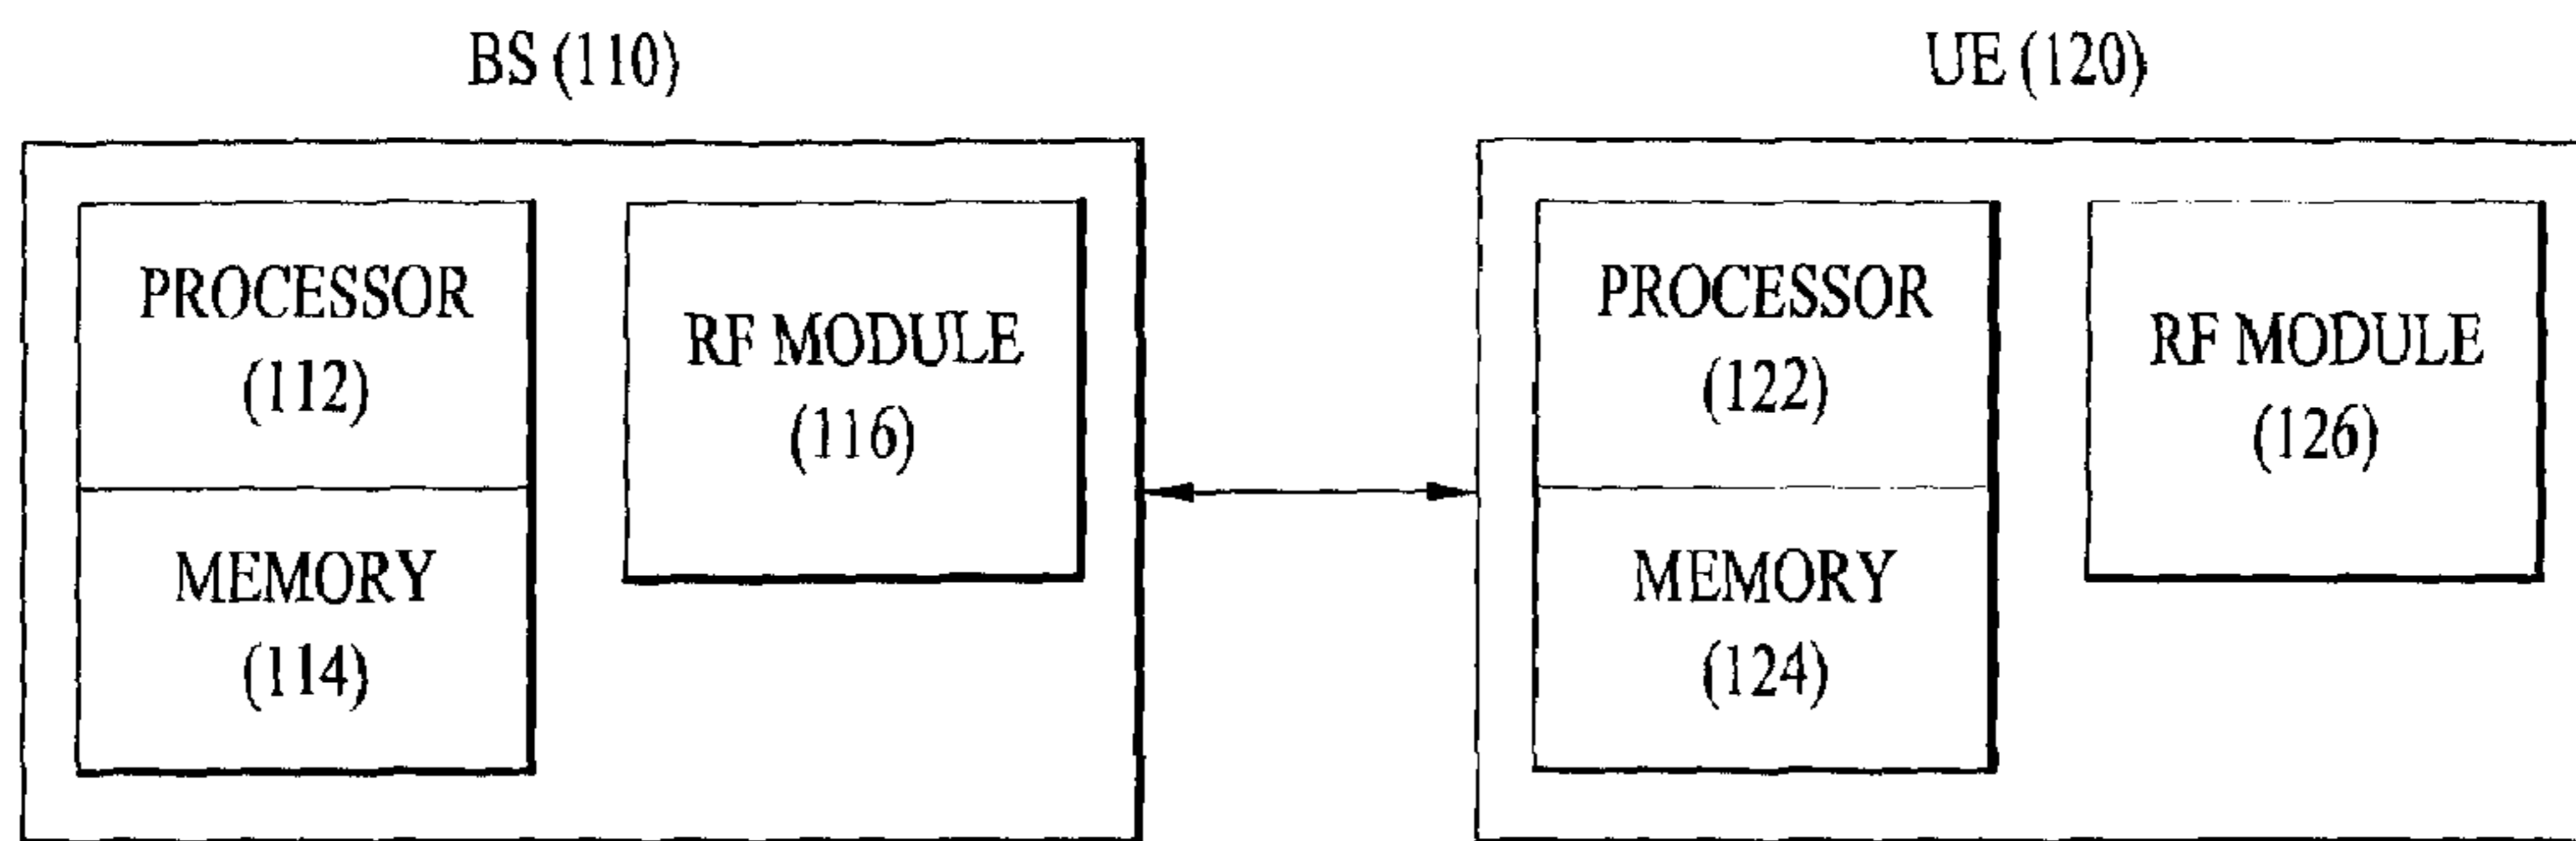 BS (110)
PROCESSOR
(112)
MEMORY
(114)
RF MODULE
(116)
UE (120)
PROCESSOR
(122)
MEMORY
(124)
RF MODULE
(126)